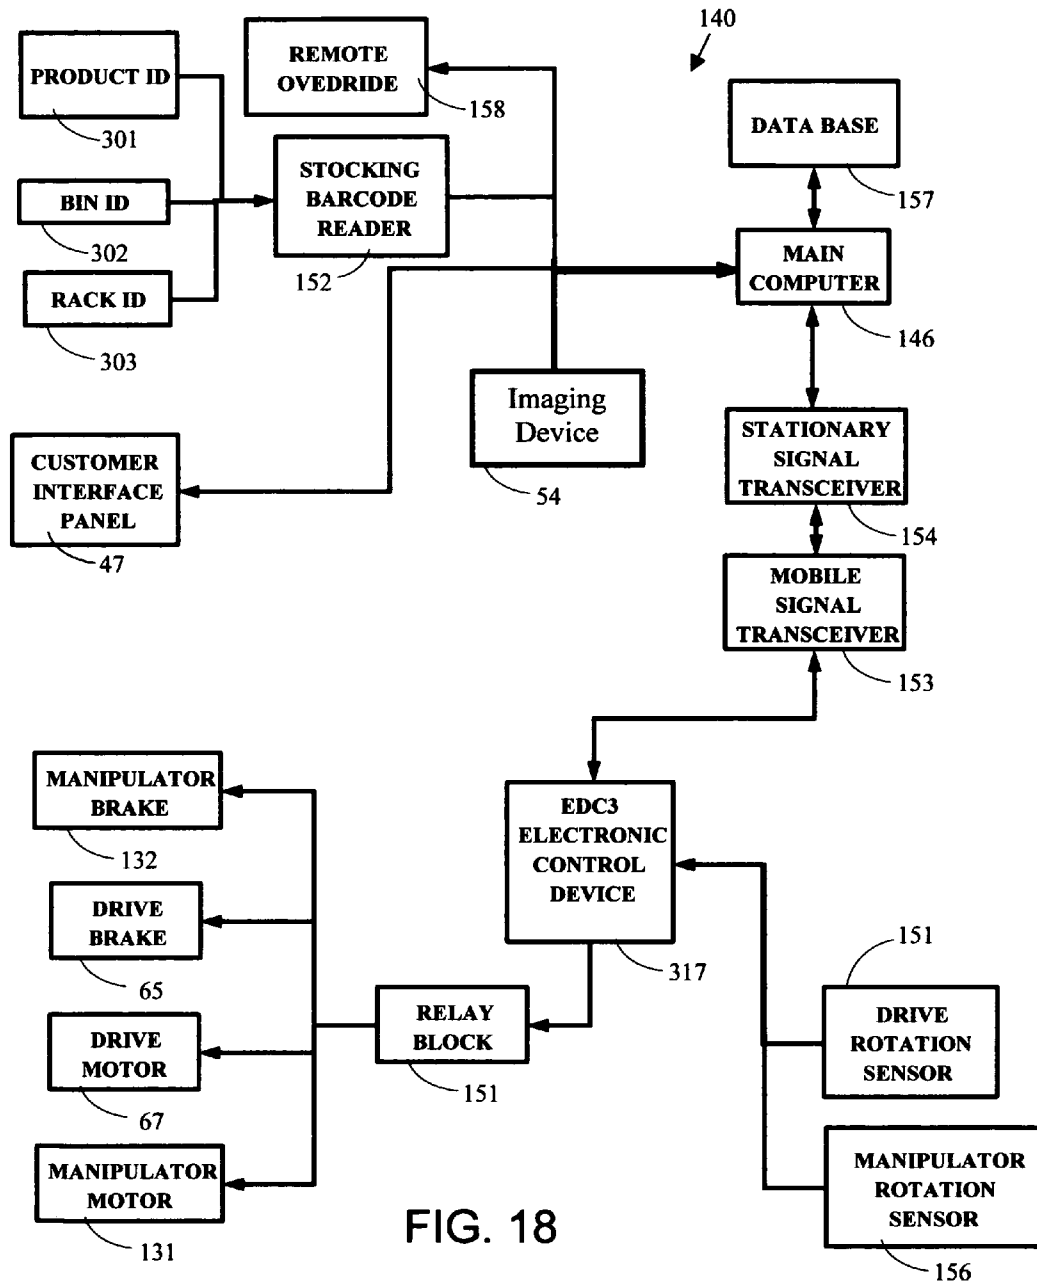 140
PRODUCT ID
301
REMOTE
OVEDRIDE
158
DATA BASE
157
STOCKING
BARCODE
READER
152
BIN ID
302
RACK ID
303
MAIN
COMPUTER
146
Imaging
Device
54
CUSTOMER
INTERFACE
PANEL
47
STATIONARY
SIGNAL
TRANSCEIVER
154
MOBILE
SIGNAL
TRANSCEIVER
153
MANIPULATOR
BRAKE
132
EDC3
ELECTRONIC
CONTROL
DEVICE
317
DRIVE
BRAKE
65
RELAY
BLOCK
151
151
DRIVE
ROTATION
SENSOR
DRIVE
MOTOR
67
MANIPULATOR
MOTOR
131
MANIPULATOR
ROTATION
SENSOR
156
FIG. 18